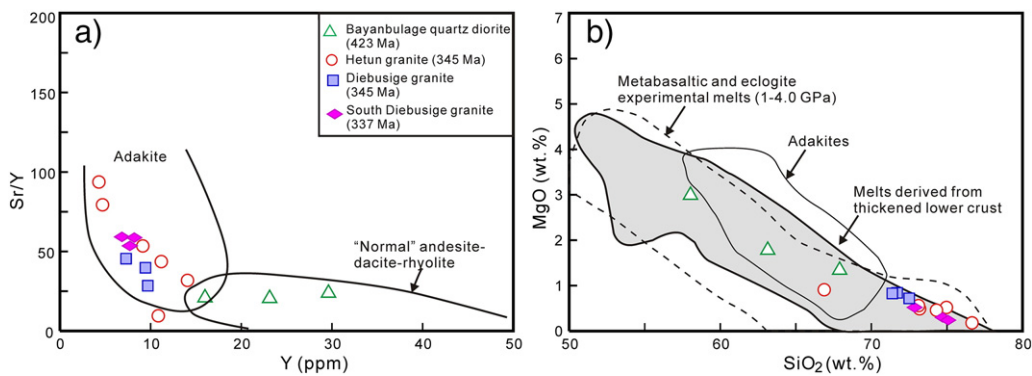 a)
200
150
100
50
0
Sr/Y
0
10
20
30
40
50
Y (ppm)
Bayanbulage quartz diorite
(423 Ma)
Hetun granite (345 Ma)
Diebusige granite
(345 Ma)
South Diebusige granite
(337 Ma)
Adakite
“Normal” andesite-
dacite-rhyolite
b)
7
6
5
4
3
2
1
0
MgO (wt.%)
50
60
70
80
SiO2 (wt.%)
Metabasaltic and eclogite
experimental melts (1-4.0 GPa)
Adakites
Melts derived from
thickened lower crust